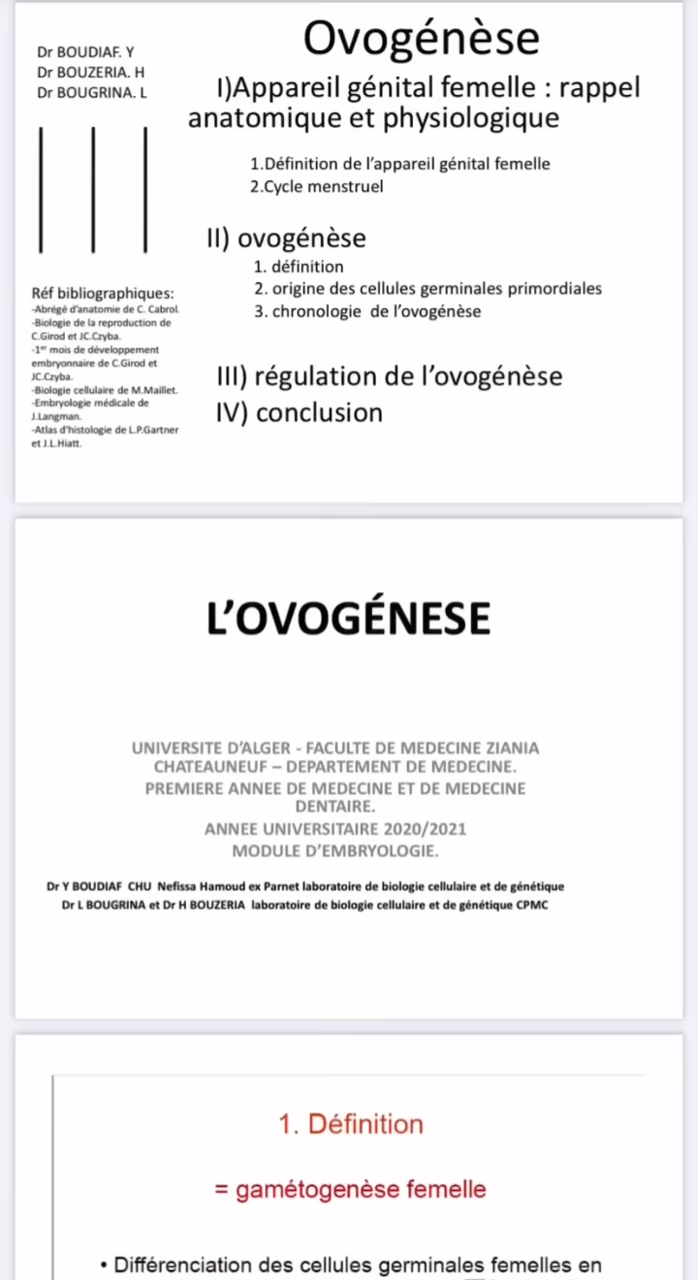 Dr BOUDIAF. Y
Dr BOUZERIA. H
Dr BOUGRINA. L
Réf bibliographiques:
-Abrégé d'anatomie de C. Cabrol.
-Biologie de la reproduction de
C.Girod et JC.Czyba.
-1er mois de développement
embryonnaire de C.Girod et
JC.Czyba.
-Biologie cellulaire de M.Maillet.
-Embryologie médicale de
J.Langman.
-Atlas d'histologie de L.P.Gartner
et J.L.Hiatt.
Ovogénèse
I)Appareil génital femelle : rappel
anatomique et physiologique
1.Définition de l'appareil génital femelle
2.Cycle menstruel
II) ovogénèse
1. définition
2. origine des cellules germinales primordiales
3. chronologie de l'ovogénèse
III) régulation de l'ovogénèse
IV) conclusion
L'OVOGÉNESE
UNIVERSITE D'ALGER - FACULTE DE MEDECINE ZIANIA
CHATEAUNEUF – DEPARTEMENT DE MEDECINE.
PREMIERE ANNEE DE MEDECINE ET DE MEDECINE
DENTAIRE.
ANNEE UNIVERSITAIRE 2020/2021
MODULE D'EMBRYOLOGIE.
Dr Y BOUDIAF CHU Nefissa Hamoud ex Parnet laboratoire de biologie cellulaire et de génétique
Dr L BOUGRINA et Dr H BOUZERIA laboratoire de biologie cellulaire et de génétique CPMC
1. Définition
= gamétogenèse femelle
• Différenciation des cellules germinales femelles en